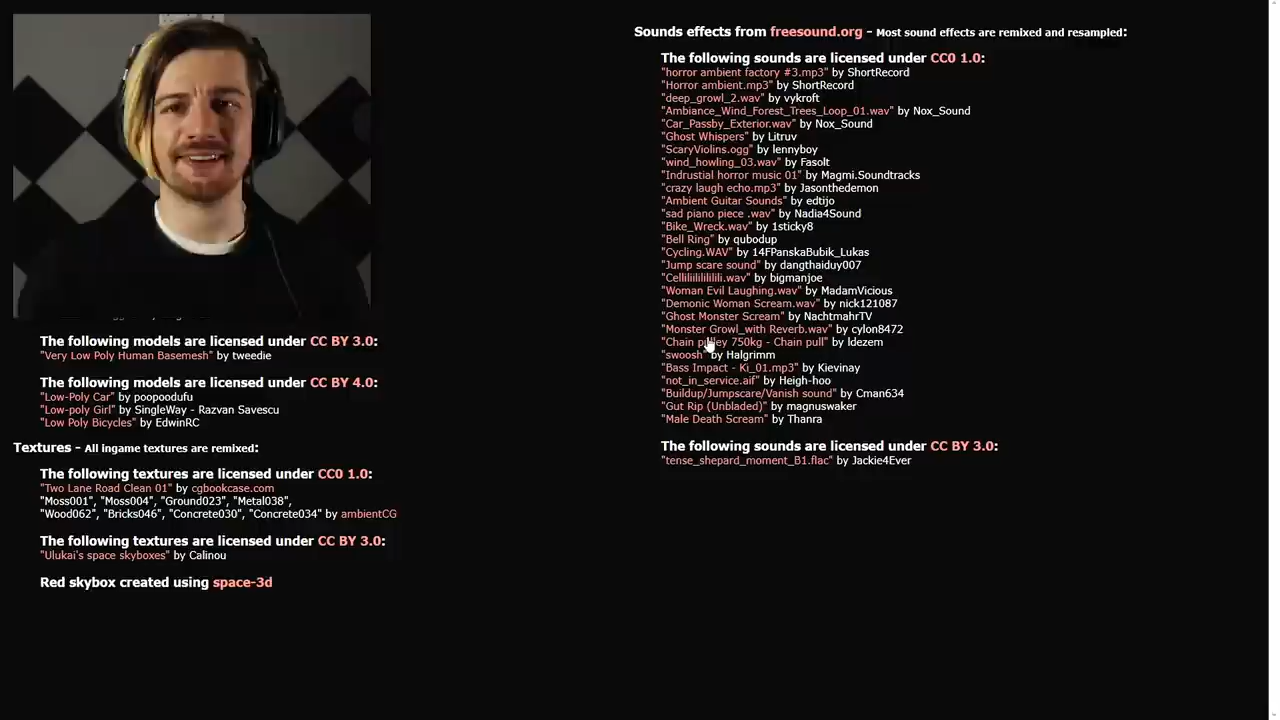 The following models are licensed under CC BY 3.0:
"Very Low Poly Human Basemesh" by tweedie
The following models are licensed under CC BY 4.0:
"Low-Poly Car" by poopoodufu
"Low-poly Girl" by SingleWay - Razvan Savescu
"Low Poly Bicycles" by EdwinRC
Textures - All ingame textures are remixed:
The following textures are licensed under CC0 1.0:
"Two Lane Road Clean 01" by cgbookcase.com
"Moss001", "Moss004", "Ground023", "Metal038",
"Wood062", "Bricks046", "Concrete030", "Concrete034" by ambientCG
The following textures are licensed under CC BY 3.0:
"Ulukai's space skyboxes" by Calinou
Red skybox created using space-3d
Sounds effects from freesound.org - Most sound effects are remixed and resampled:
The following sounds are licensed under CC0 1.0:
"horror ambient factory #3.mp3" by ShortRecord
"Horror ambient.mp3" by ShortRecord
"deep_growl_2.wav" by vykroft
"Ambiance_Wind_Forest_Trees_Loop_01.wav" by Nox_Sound
"Car_Passby_Exterior.wav" by Nox_Sound
"Ghost Whispers" by Litruv
"ScaryViolins.ogg" by lennyboy
"wind_howling_03.wav" by Fasolt
"Indrustial horror music 01" by Magmi.Soundtracks
"crazy laugh echo.mp3" by Jasonthedemon
"Ambient Guitar Sounds" by edtijo
"sad piano piece .wav" by Nadia4Sound
"Bike_Wreck.wav" by 1sticky8
"Bell Ring" by qubodup
"Cycling.WAV" by 14FPanskaBubik_Lukas
"Jump scare sound" by dangthaiduy007
"Celliiliililililili.wav" by bigmanjoe
"Woman Evil Laughing.wav" by MadamVicious
"Demonic Woman Scream.wav" by nick121087
"Ghost Monster Scream" by NachtmahrTV
"Monster Growl_with Reverb.wav" by cylon8472
"Chain pulley 750kg - Chain pull" by ldezem
"swoosh" by Halgrimm
"Bass Impact - Ki_01.mp3" by Kievinay
"not_in_service.aif" by Heigh-hoo
"Buildup/Jumpscare/Vanish sound" by Cman634
"Gut Rip (Unbladed)" by magnuswaker
"Male Death Scream" by Thanra
The following sounds are licensed under CC BY 3.0:
"tense_shepard_moment_B1.flac" by Jackie4Ever